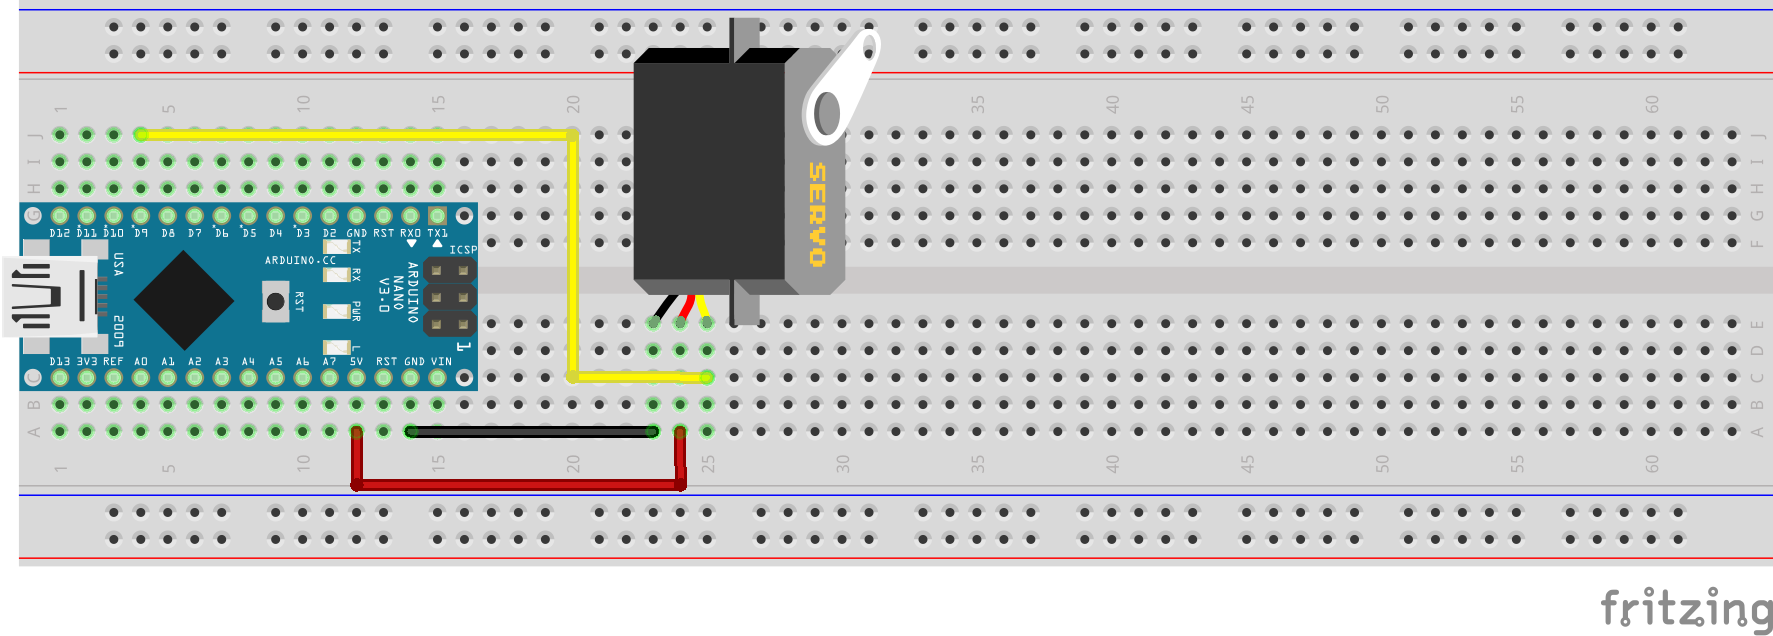 1 5 10 15 20 35 40 45 50 55 60
J J
I I
H H
G G
F
D12 D11 D10 D9 D8 D7 D6 D5 D4 D3 D2 GND RST RX0 TX1
TX
ICSP
USA
ARDUINO.CC
RX
ARDUINO
NANO
V3.0
RST
PWR
2009
L
1
SERVO
D13 3V3 REF A0 A1 A2 A3 A4 A5 A6 A7 5V RST GND VIN
E
D
C C
B B
A A
1 5 10 15 20 25 30 35 40 45 50 55 60
fritzing